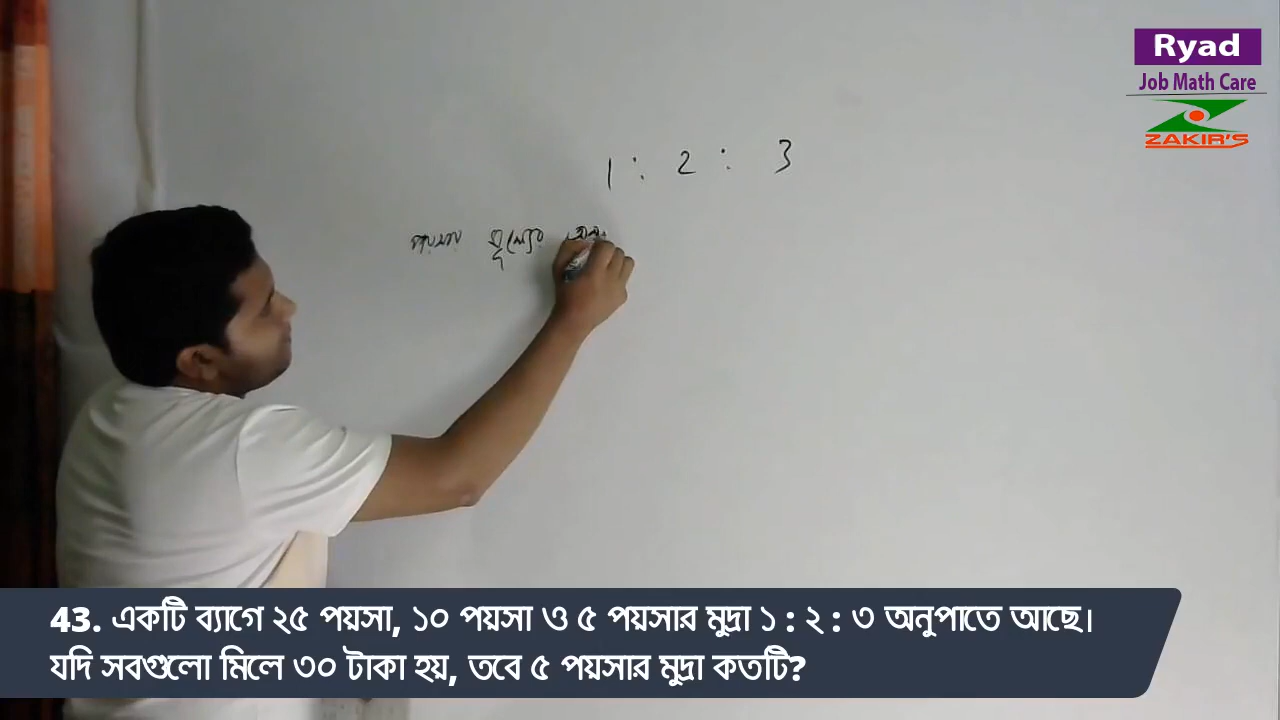 Ryad
Job Math Care
ZAKIR'S
1 : 2 : 3
পয়সার মূল্যের
43. একটি ব্যাগে ২৫ পয়সা, ১০ পয়সা ও ৫ পয়সার মুদ্রা ১ : ২ : ৩ অনুপাতে আছে।
যদি সবগুলো মিলে ৩০ টাকা হয়, তবে ৫ পয়সার মুদ্রা কতটি?